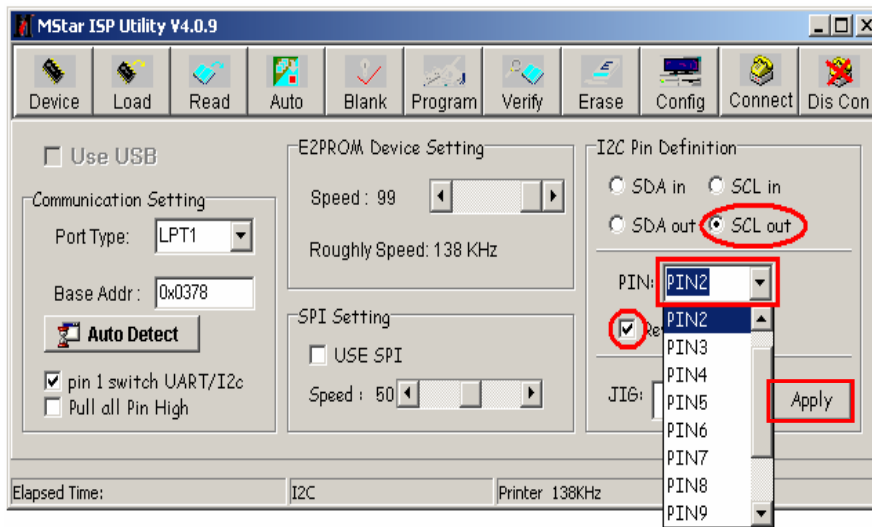 MStar ISP Utility V4.0.9
Device Load Read Auto Blank Program Verify Erase Config Connect Dis Con
Use USB
Communication Setting
Port Type: LPT1
Base Addr: 0x0378
Auto Detect
pin 1 switch UART/I2c
Pull all Pin High
E2PROM Device Setting
Speed: 99
Roughly Speed: 138 KHz
SPI Setting
USE SPI
Speed: 50
I2C Pin Definition
SDA in SCL in
SDA out SCL out
PIN: PIN2
PIN2
PIN3
PIN4
PIN5
PIN6
PIN7
PIN8
PIN9
JIG:
Apply
Elapsed Time: I2C Printer 138KHz